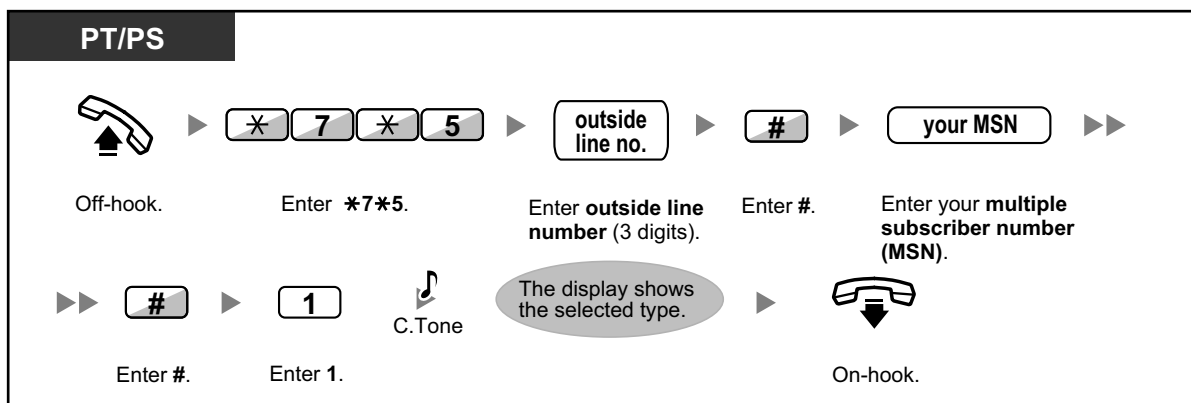 PT/PS
* 7 * 5
outside
line no.
#
your MSN
Off-hook.
Enter *7*5.
Enter outside line
number (3 digits).
Enter #.
Enter your multiple
subscriber number
(MSN).
#
1
C.Tone
The display shows
the selected type.
Enter #.
Enter 1.
On-hook.